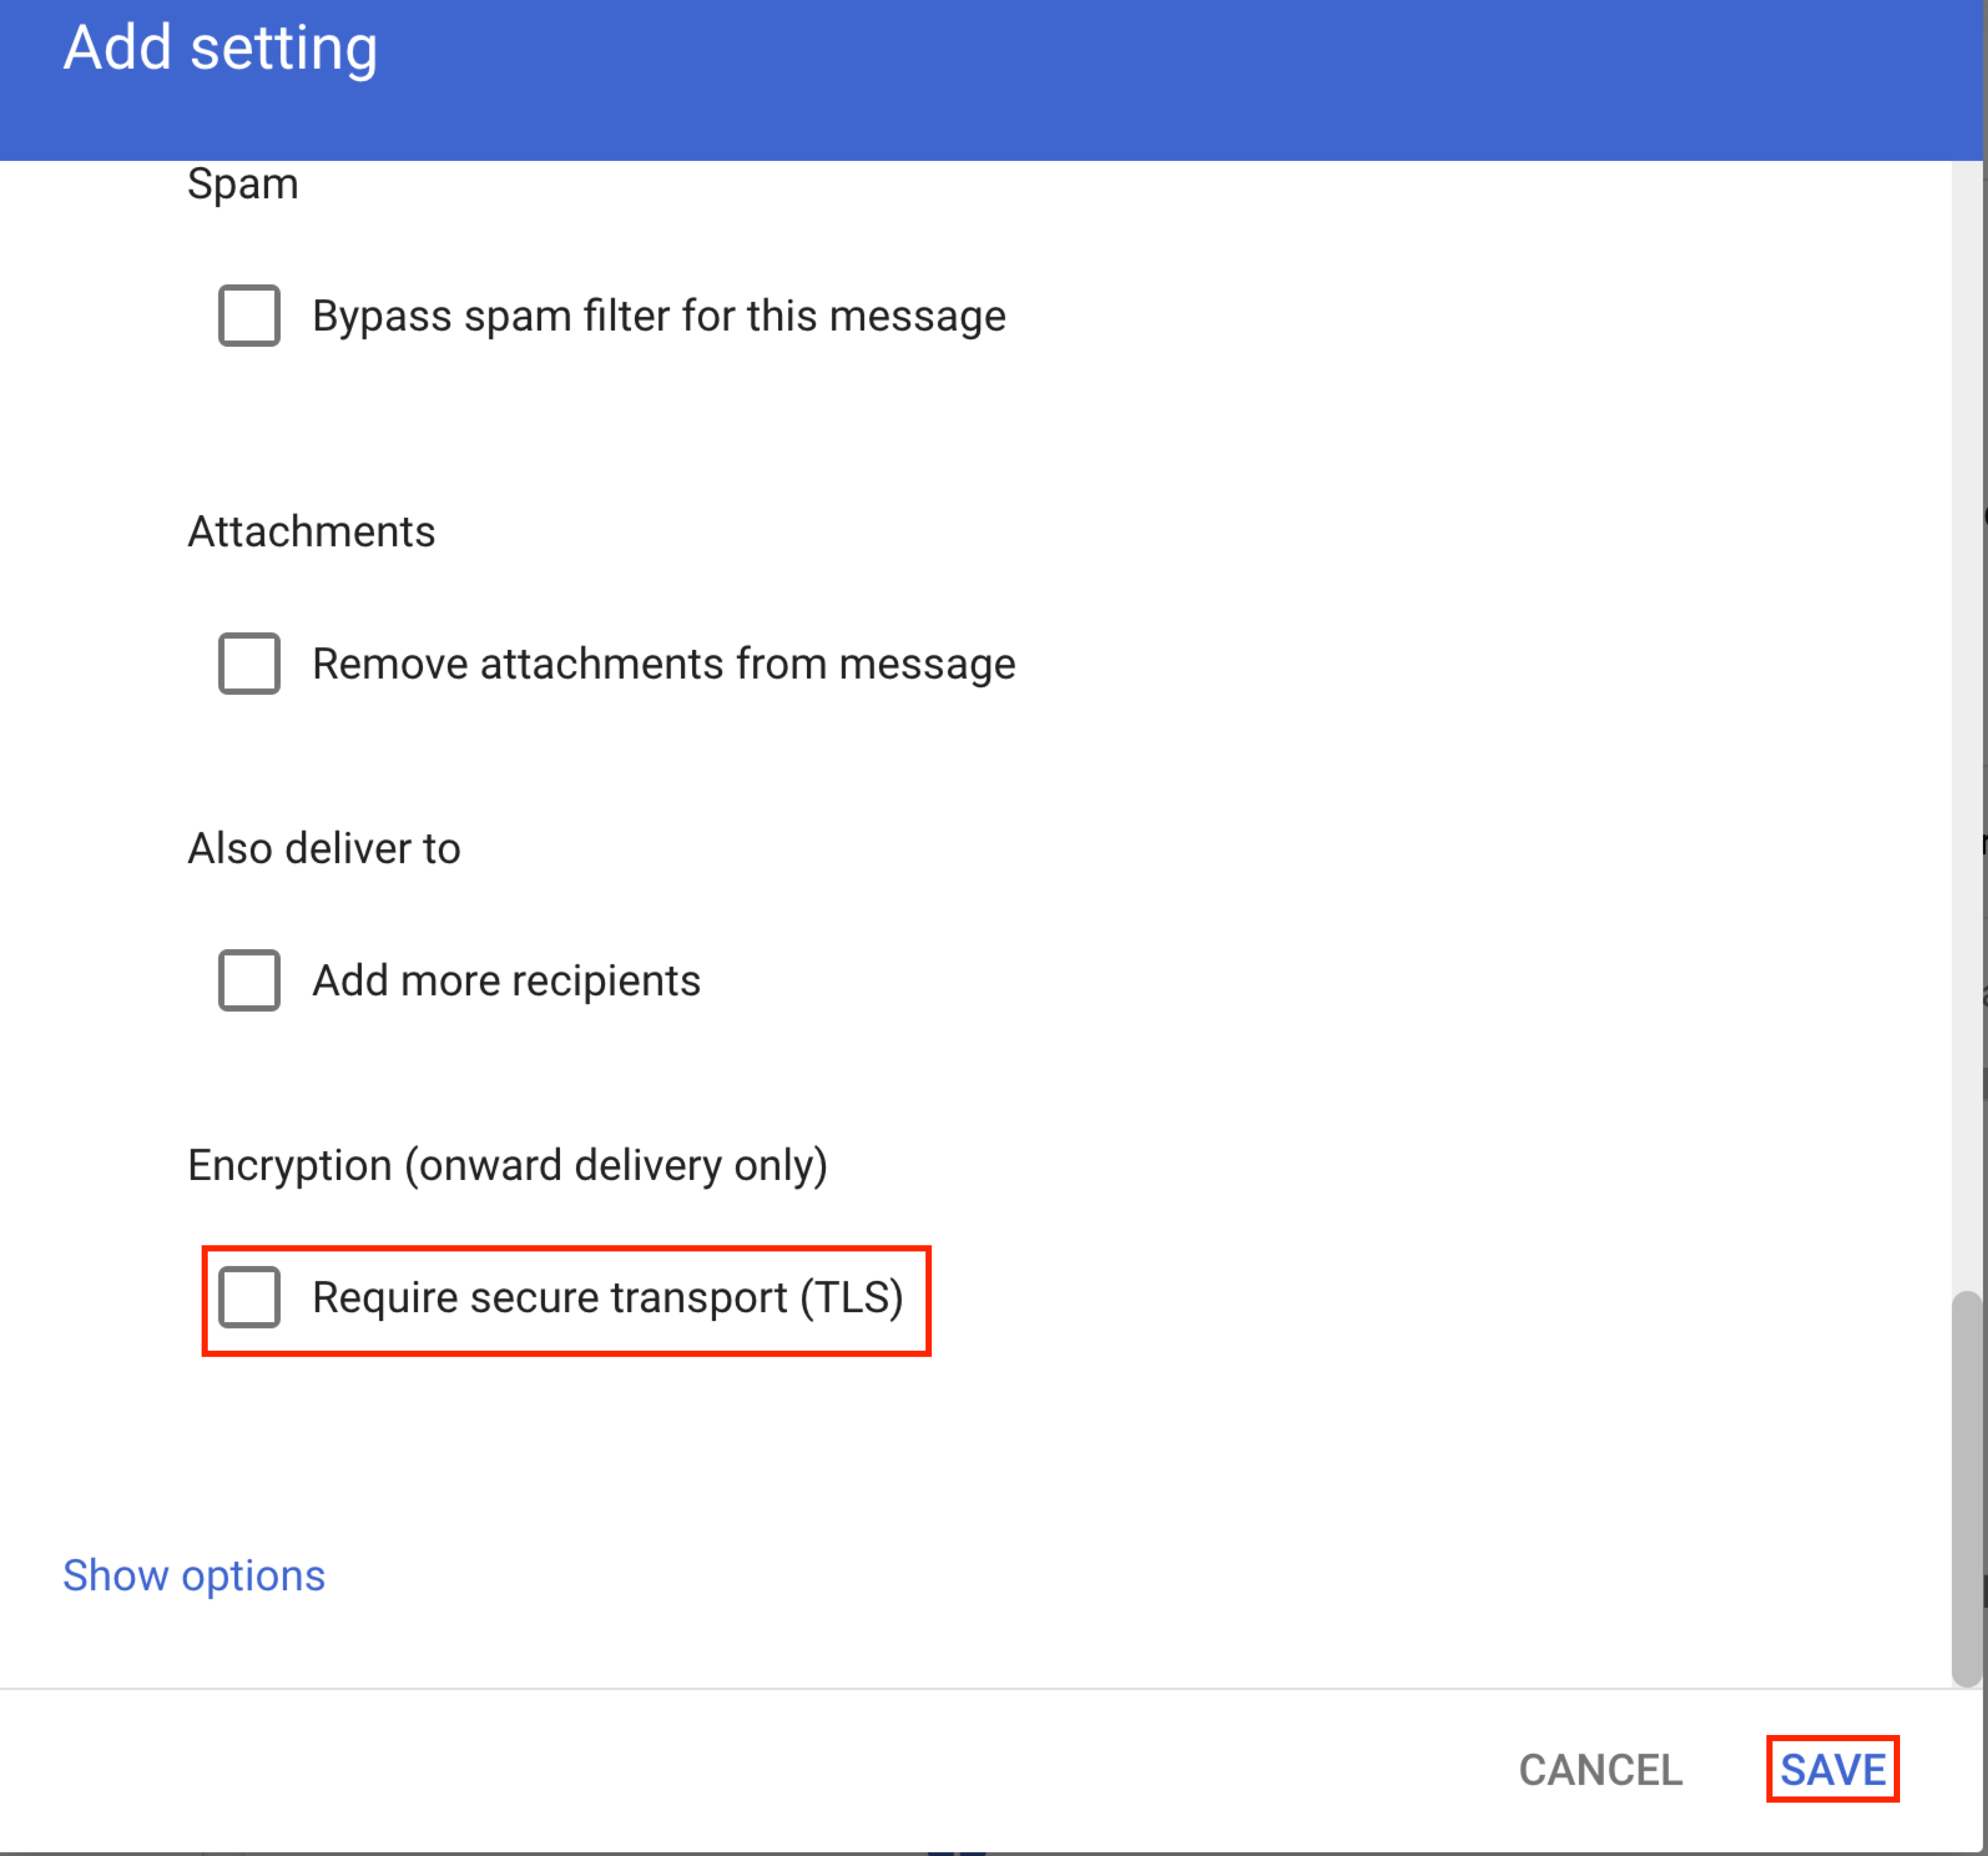 Add setting
Spam
Bypass spam filter for this message
Attachments
Remove attachments from message
Also deliver to
Add more recipients
Encryption (onward delivery only)
Require secure transport (TLS)
Show options
CANCEL
SAVE